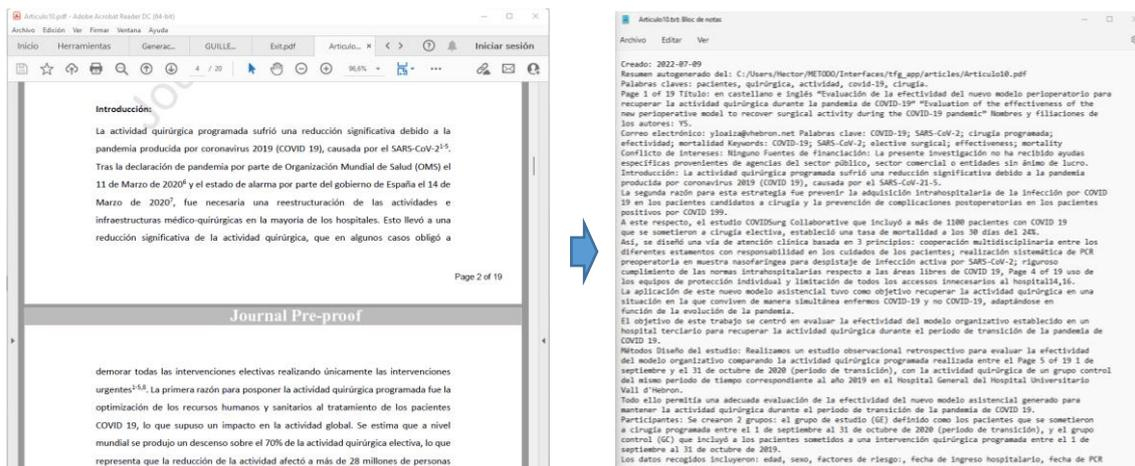 Articulo10.pdf - Adobe Acrobat Reader DC (64-bit)
Archivo Edición Ver Firmar Ventana Ayuda
Inicio Herramientas Generac... GUILLE... Exit.pdf Articulo... × Iniciar sesión
4 / 20 96,6%
Introducción:
La actividad quirúrgica programada sufrió una reducción significativa debido a la
pandemia producida por coronavirus 2019 (COVID 19), causada por el SARS-CoV-2¹⁻⁵.
Tras la declaración de pandemia por parte de Organización Mundial de Salud (OMS) el
11 de Marzo de 2020⁶ y el estado de alarma por parte del gobierno de España el 14 de
Marzo de 2020⁷, fue necesaria una reestructuración de las actividades e
infraestructuras médico-quirúrgicas en la mayoría de los hospitales. Esto llevó a una
reducción significativa de la actividad quirúrgica, que en algunos casos obligó a
Page 2 of 19
Journal Pre-proof
demorar todas las intervenciones electivas realizando únicamente las intervenciones
urgentes¹⁻⁵,⁸. La primera razón para posponer la actividad quirúrgica programada fue la
optimización de los recursos humanos y sanitarios al tratamiento de los pacientes
COVID 19, lo que supuso un impacto en la actividad global. Se estima que a nivel
mundial se produjo un descenso sobre el 70% de la actividad quirúrgica electiva, lo que
representa que la reducción de la actividad afectó a más de 28 millones de personas
Articulo10.txt: Bloc de notas
Archivo Editar Ver
Creado: 2022-07-09
Resumen autogenerado del: C:/Users/Hector/METODO/Interfaces/tfg_app/articles/Articulo10.pdf
Palabras claves: pacientes, quirúrgica, actividad, covid-19, cirugía.
Page 1 of 19 Título: en castellano e inglés "Evaluación de la efectividad del nuevo modelo perioperatorio para
recuperar la actividad quirúrgica durante la pandemia de COVID-19" "Evaluation of the effectiveness of the
new perioperative model to recover surgical activity during the COVID-19 pandemic" Nombres y filiaciones de
los autores: YS.
Correo electrónico: yloaiza@vhebron.net Palabras clave: COVID-19; SARS-CoV-2; cirugía programada;
efectividad; mortalidad Keywords: COVID-19; SARS-CoV-2; elective surgical; effectiveness; mortality
Conflicto de intereses: Ninguno Fuentes de financiación: La presente investigación no ha recibido ayudas
específicas provenientes de agencias del sector público, sector comercial o entidades sin ánimo de lucro.
Introducción: La actividad quirúrgica programada sufrió una reducción significativa debido a la pandemia
producida por coronavirus 2019 (COVID 19), causada por el SARS-CoV-21-5.
La segunda razón para esta estrategia fue prevenir la adquisición intrahospitalaria de la infección por COVID
19 en los pacientes candidatos a cirugía y la prevención de complicaciones postoperatorias en los pacientes
positivos por COVID 199.
A este respecto, el estudio COVIDSurg Collaborative que incluyó a más de 1100 pacientes con COVID 19
que se sometieron a cirugía electiva, estableció una tasa de mortalidad a los 30 días del 24%.
Así, se diseñó una vía de atención clínica basada en 3 principios: cooperación multidisciplinaria entre los
diferentes estamentos con responsabilidad en los cuidados de los pacientes; realización sistemática de PCR
preoperatoria en muestra nasofaríngea para despistaje de infección activa por SARS-CoV-2; riguroso
cumplimiento de las normas intrahospitalarias respecto a las áreas libres de COVID 19, Page 4 of 19 uso de
los equipos de protección individual y limitación de todos los accesos innecesarios al hospital14,16.
La aplicación de este nuevo modelo asistencial tuvo como objetivo recuperar la actividad quirúrgica en una
situación en la que conviven de manera simultánea enfermos COVID-19 y no COVID-19, adaptándose en
función de la evolución de la pandemia.
El objetivo de este trabajo se centró en evaluar la efectividad del modelo organizativo establecido en un
hospital terciario para recuperar la actividad quirúrgica durante el periodo de transición de la pandemia de
COVID 19.
Métodos Diseño del estudio: Realizamos un estudio observacional retrospectivo para evaluar la efectividad
del modelo organizativo comparando la actividad quirúrgica programada realizada entre el Page 5 of 19 1 de
septiembre y el 31 de octubre de 2020 (periodo de transición), con la actividad quirúrgica de un grupo control
del mismo periodo de tiempo correspondiente al año 2019 en el Hospital General del Hospital Universitario
Vall d'Hebron.
Todo ello permitía una adecuada evaluación de la efectividad del nuevo modelo asistencial generado para
mantener la actividad quirúrgica durante el periodo de transición de la pandemia de COVID 19.
Participantes: Se crearon 2 grupos: el grupo de estudio (GE) definido como los pacientes que se sometieron
a cirugía programada entre el 1 de septiembre al 31 de octubre de 2020 (periodo de transición), y el grupo
control (GC) que incluyó a los pacientes sometidos a una intervención quirúrgica programada entre el 1 de
septiembre al 31 de octubre de 2019.
Los datos recogidos incluyeron: edad, sexo, factores de riesgo:, fecha de ingreso hospitalario, fecha de PCR